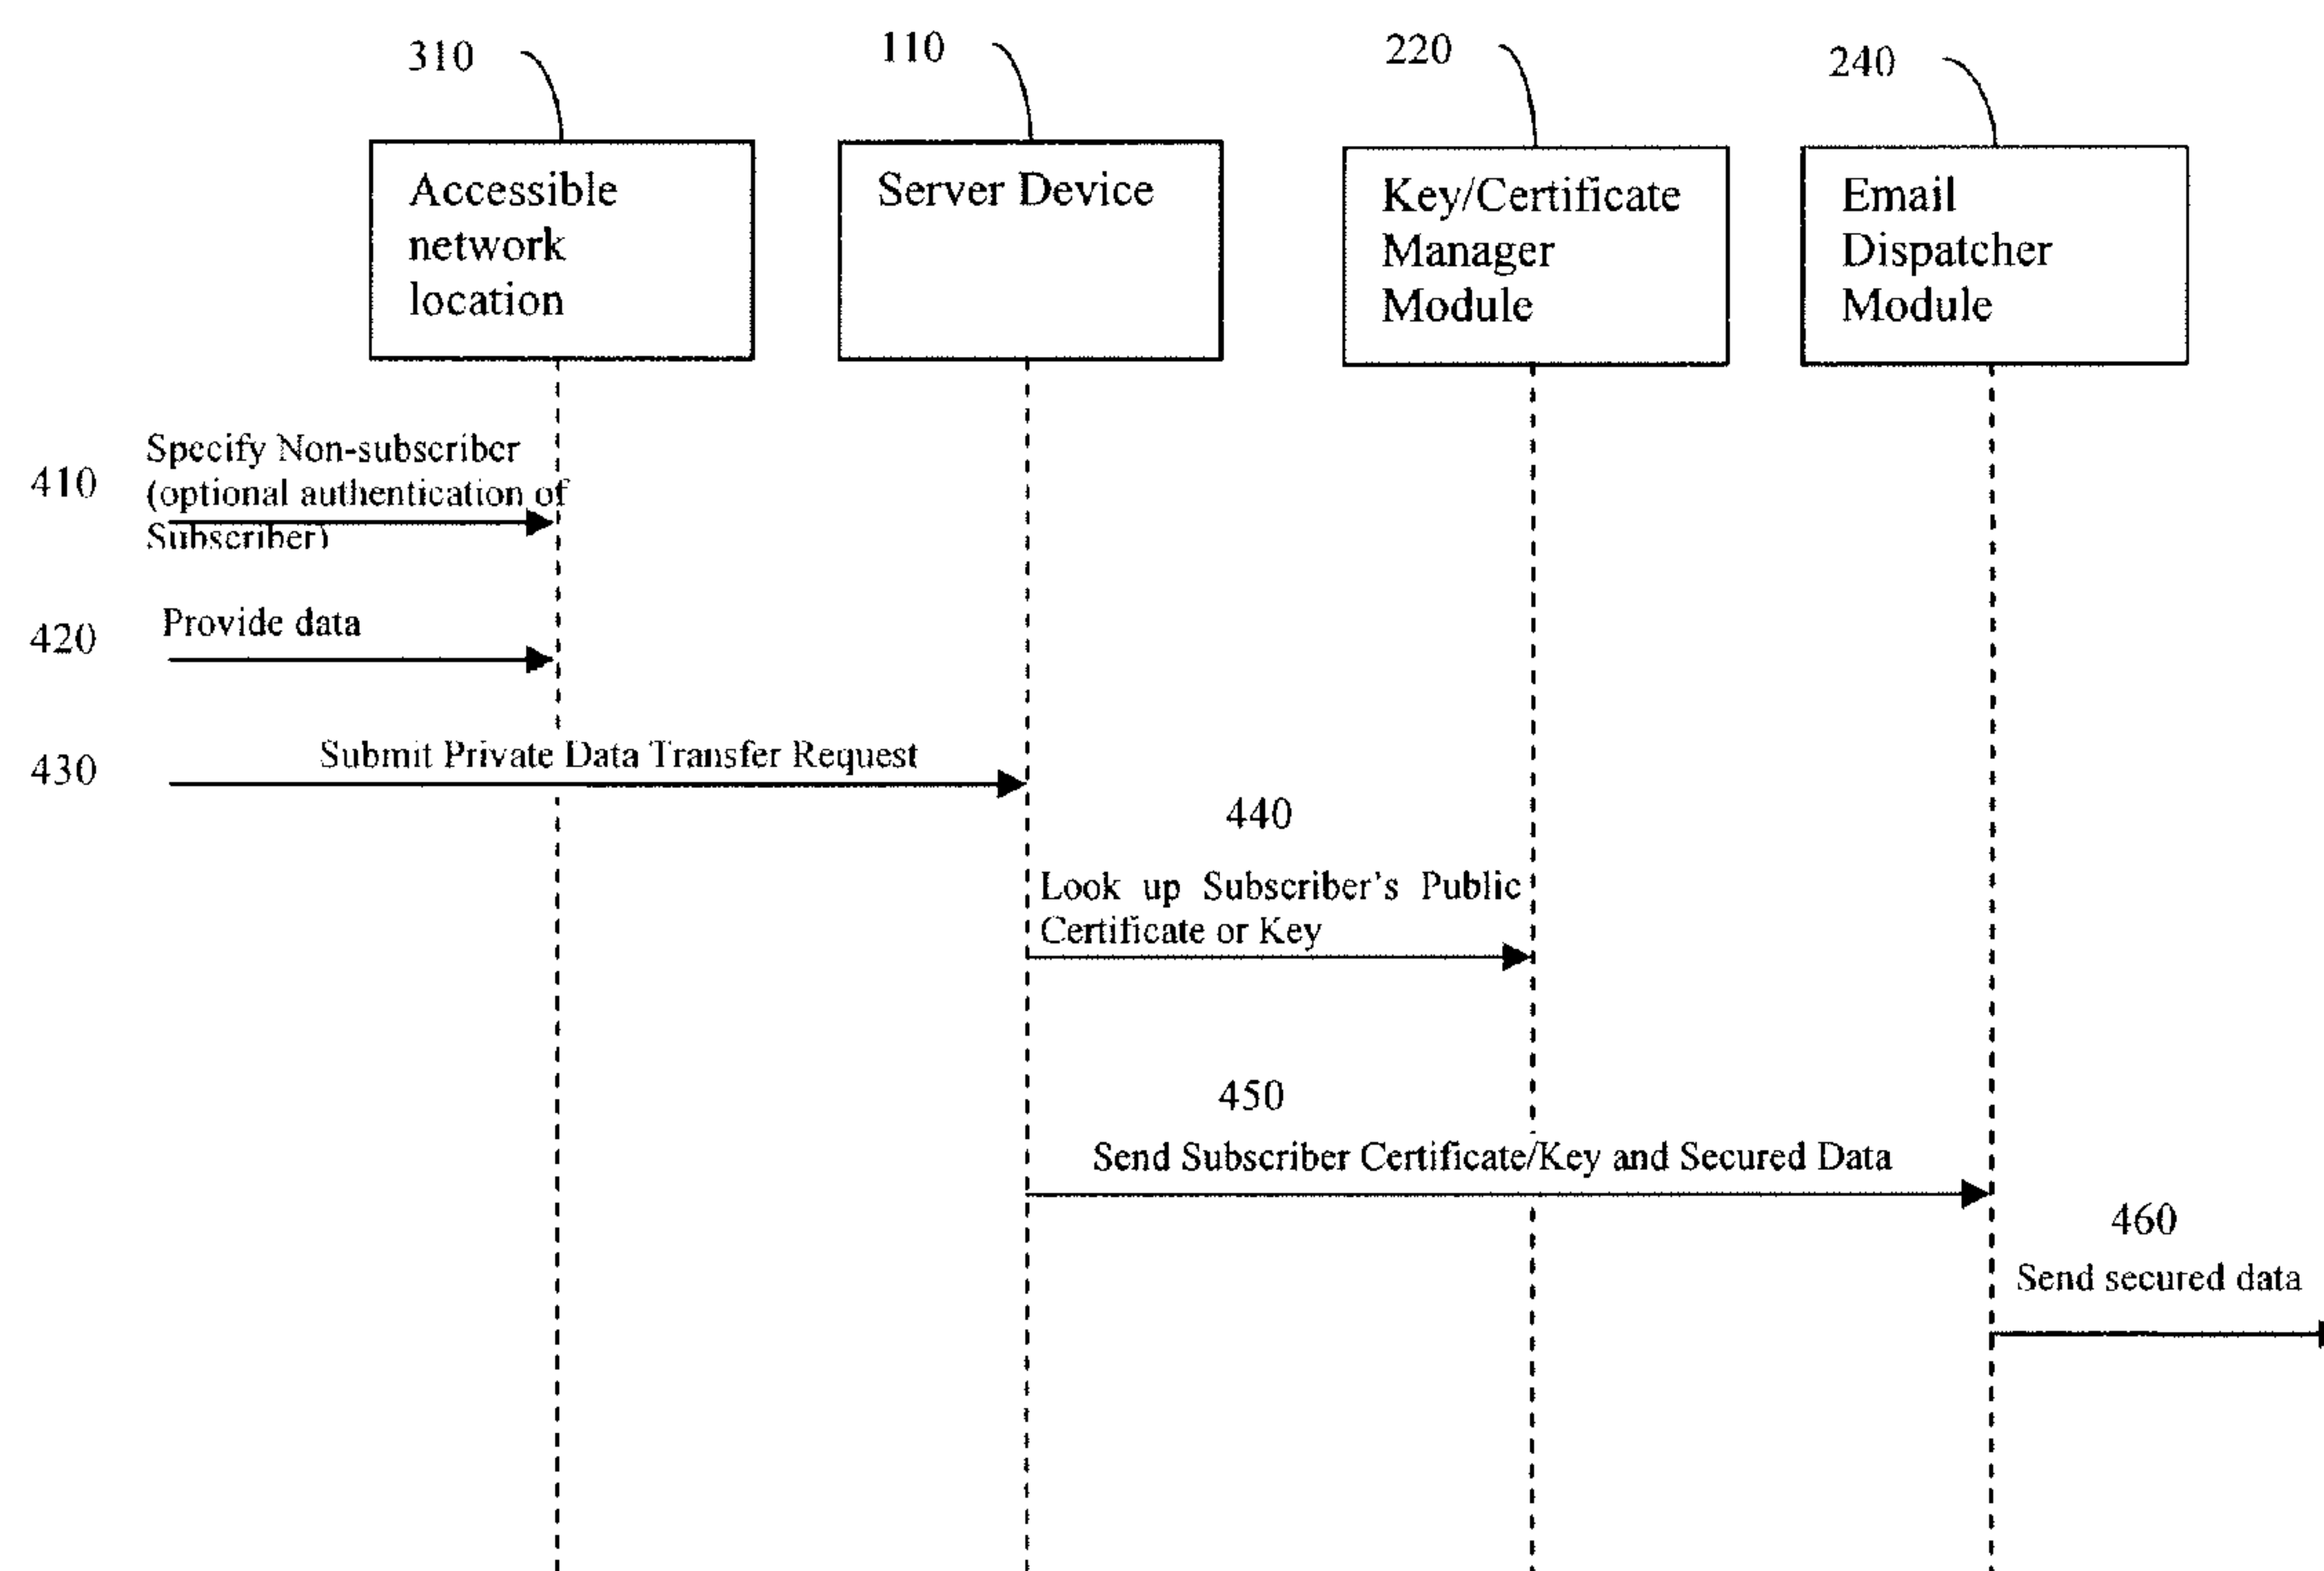 310
110
220
240
Accessible
network
location
Server Device
Key/Certificate
Manager
Module
Email
Dispatcher
Module
410
Specify Non-subscriber
(optional authentication of
Subscriber)
420
Provide data
430
Submit Private Data Transfer Request
440
Look up Subscriber's Public
Certificate or Key
450
Send Subscriber Certificate/Key and Secured Data
460
Send secured data